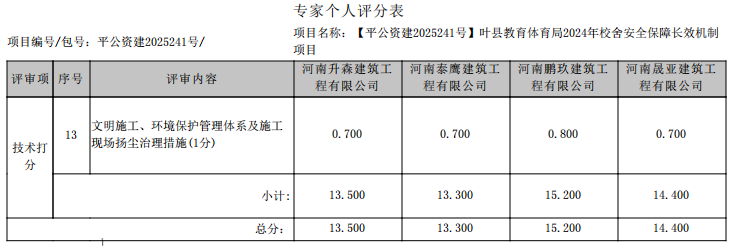 专家个人评分表
项目编号/包号：平公资建2025241号/
项目名称：【平公资建2025241号】叶县教育体育局2024年校舍安全保障长效机制
项目
评审项 序号 评审内容 河南升森建筑工 河南泰鹰建筑工 河南鹏玖建筑工 河南晟亚建筑工
程有限公司 程有限公司 程有限公司 程有限公司
技术打
分
13 文明施工、环境保护管理体系及施工 0.700 0.700 0.800 0.700
现场扬尘治理措施(1分)
小计: 13.500 13.300 15.200 14.400
总分： 13.500 13.300 15.200 14.400